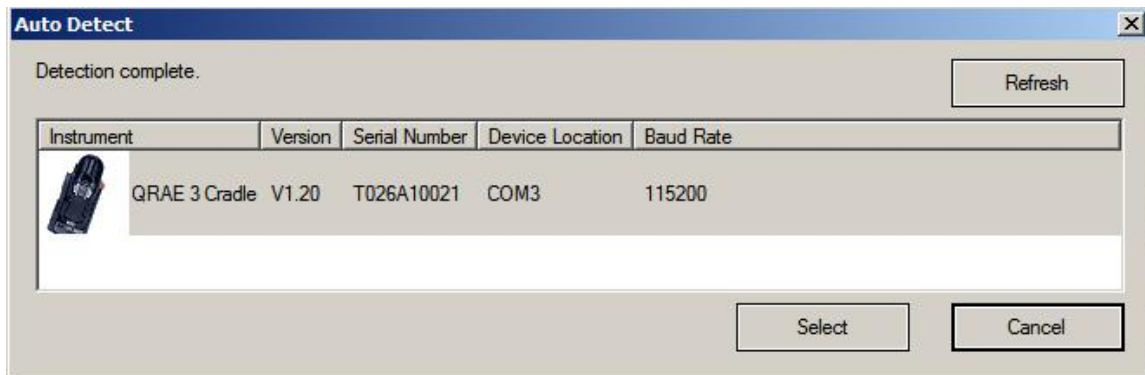 Auto Detect
Detection complete.
Refresh
Instrument Version Serial Number Device Location Baud Rate
QRAE 3 Cradle V1.20 T026A10021 COM3 115200
Select Cancel